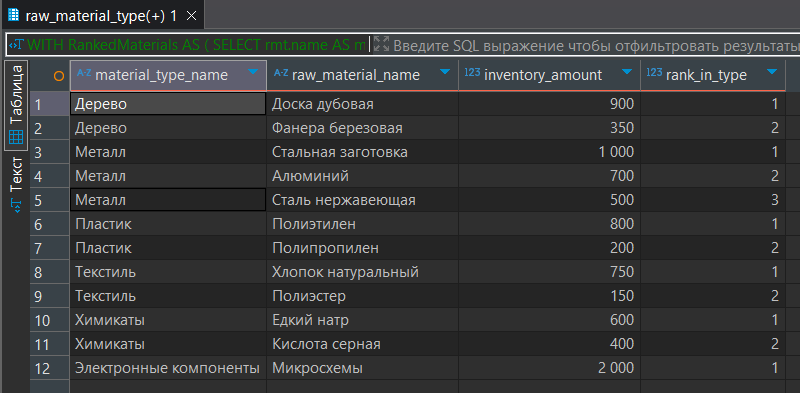 raw_material_type(+) 1
WITH RankedMaterials AS ( SELECT rmt.name AS m Введите SQL выражение чтобы отфильтровать результаты
Таблица
Текст
A-Z material_type_name A-Z raw_material_name 123 inventory_amount 123 rank_in_type
1 Дерево Доска дубовая 900 1
2 Дерево Фанера березовая 350 2
3 Металл Стальная заготовка 1 000 1
4 Металл Алюминий 700 2
5 Металл Сталь нержавеющая 500 3
6 Пластик Полиэтилен 800 1
7 Пластик Полипропилен 200 2
8 Текстиль Хлопок натуральный 750 1
9 Текстиль Полиэстер 150 2
10 Химикаты Едкий натр 600 1
11 Химикаты Кислота серная 400 2
12 Электронные компоненты Микросхемы 2 000 1